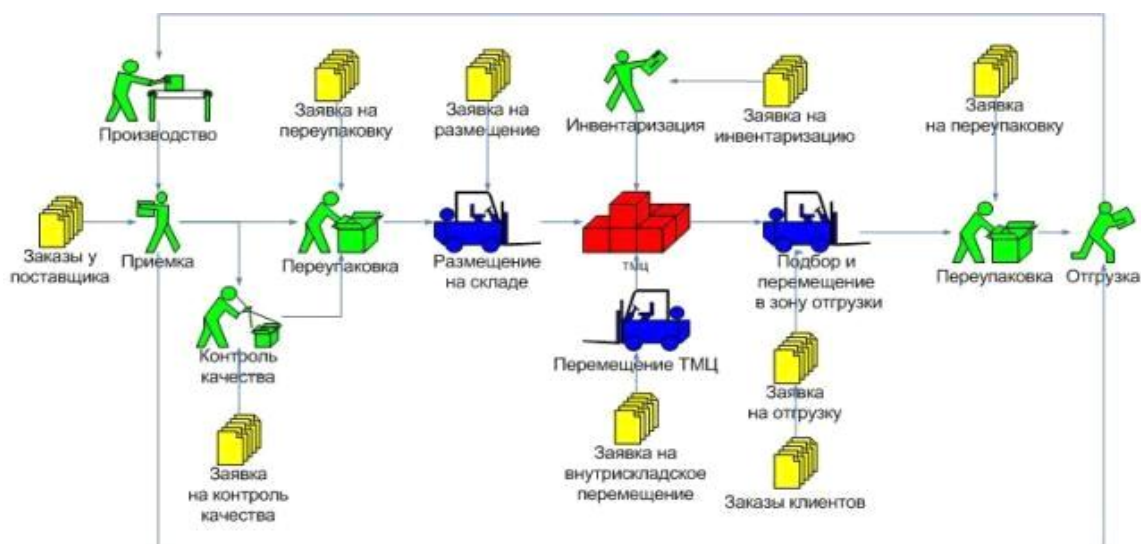 Производство
Заявка на
переупаковку
Заявка на
размещение
Инвентаризация
Заявка на
инвентаризацию
Заявка
на переупаковку
Заказы у
поставщика
Приемка
Переупаковка
Размещение
на складе
ТМЦ
Подбор и
перемещение
в зону отгрузки
Переупаковка
Отгрузка
Контроль
качества
Перемещение ТМЦ
Заявка
на отгрузку
Заявка
на контроль
качества
Заявка на
внутрискладское
перемещение
Заказы клиентов